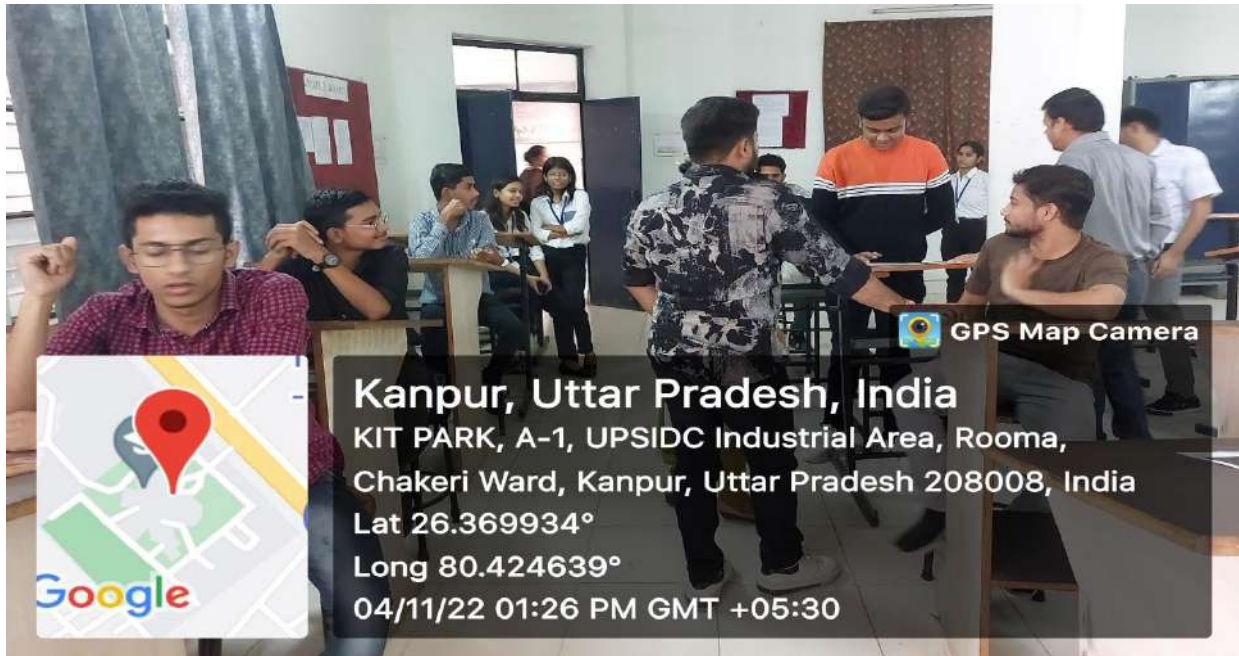 GPS Map Camera
Kanpur, Uttar Pradesh, India
KIT PARK, A-1, UPSIDC Industrial Area, Rooma,
Chakeri Ward, Kanpur, Uttar Pradesh 208008, India
Lat 26.369934°
Long 80.424639°
04/11/22 01:26 PM GMT +05:30
Google